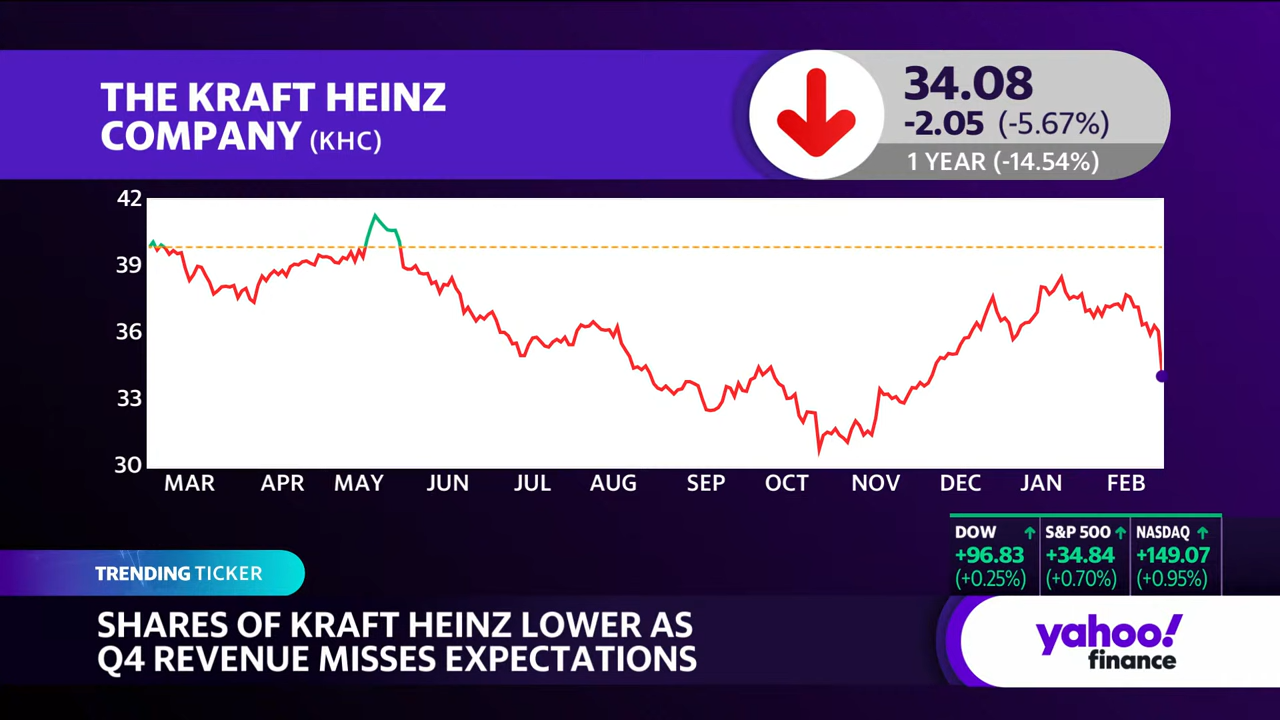 THE KRAFT HEINZ
COMPANY (KHC)
34.08
-2.05 (-5.67%)
1 YEAR (-14.54%)
42
39
36
33
30
MAR APR MAY JUN JUL AUG SEP OCT NOV DEC JAN FEB
DOW
+96.83
(+0.25%)
S&P 500
+34.84
(+0.70%)
NASDAQ
+149.07
(+0.95%)
TRENDING TICKER
SHARES OF KRAFT HEINZ LOWER AS
Q4 REVENUE MISSES EXPECTATIONS
yahoo!
finance